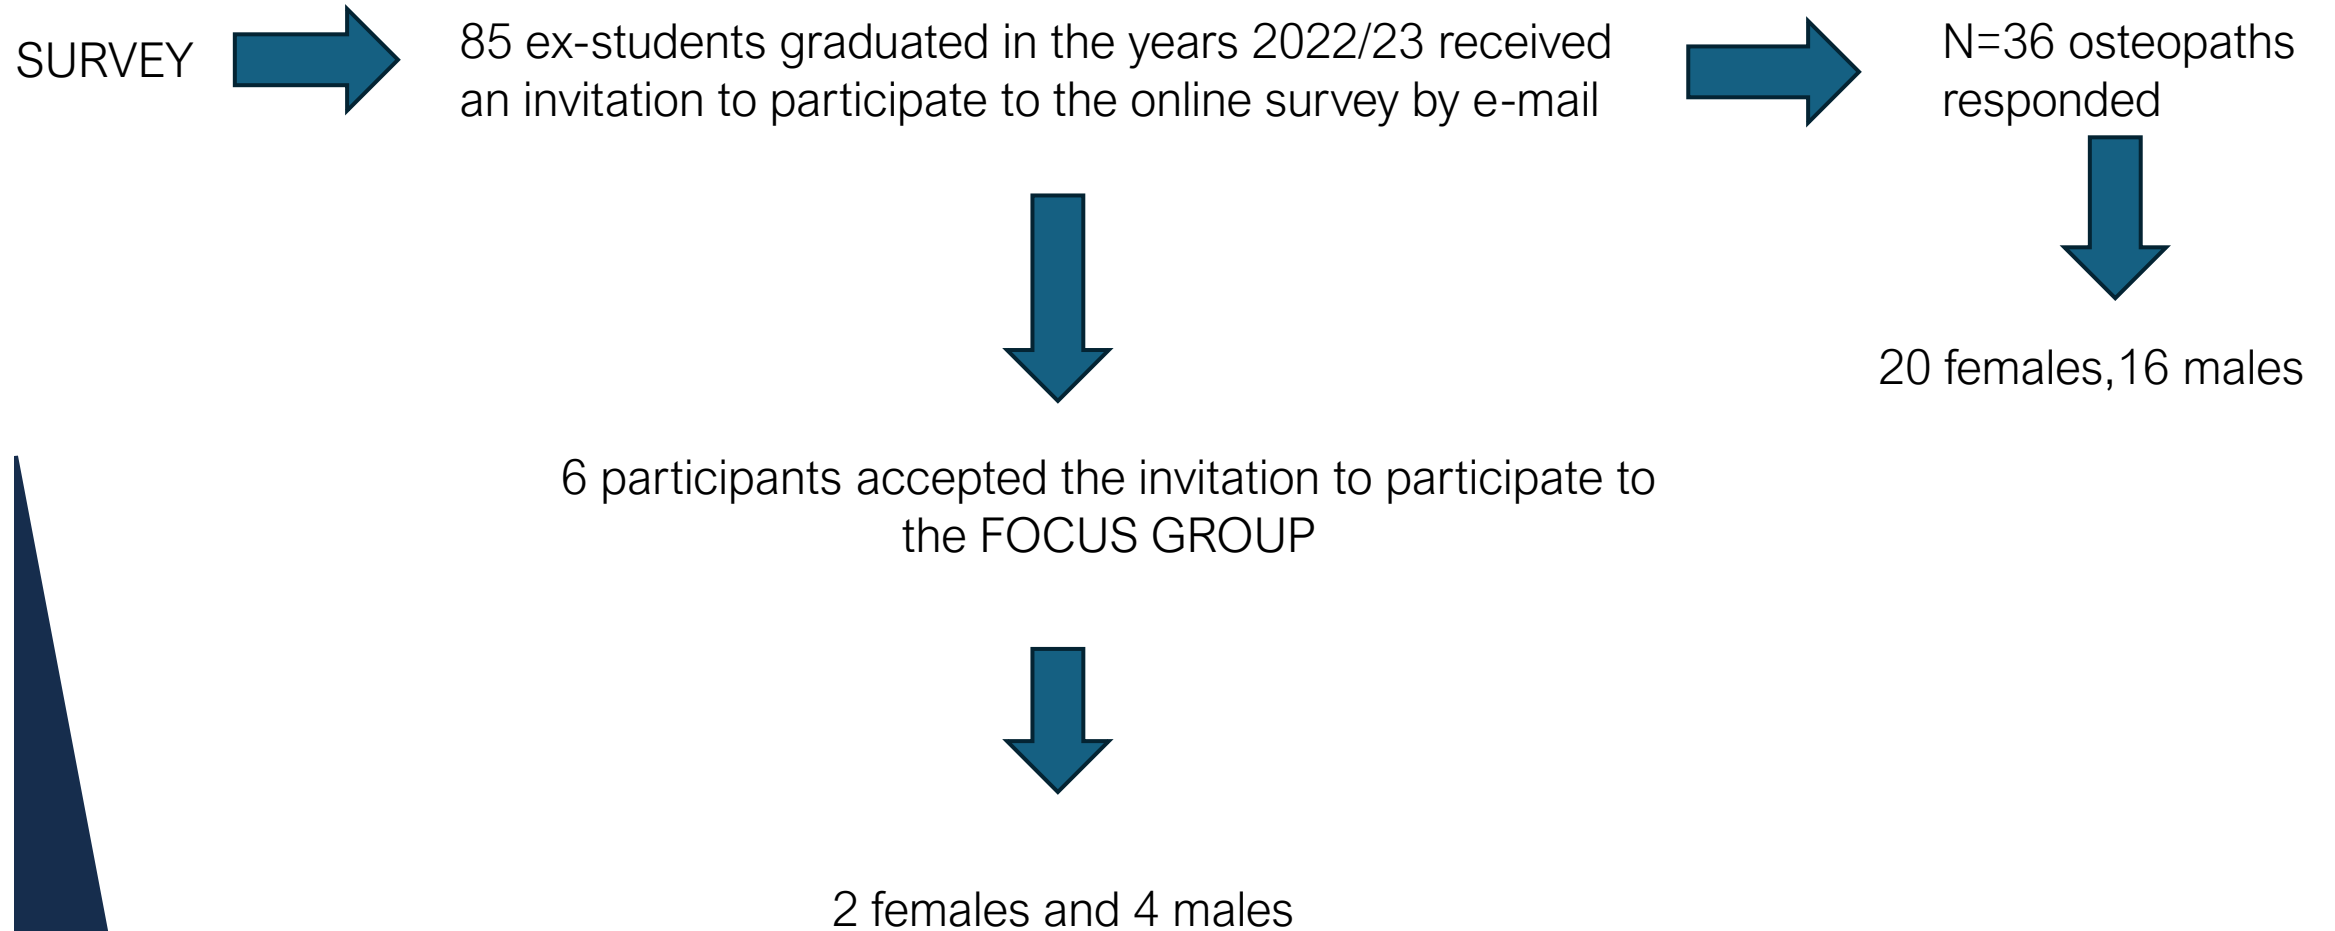 SURVEY
85 ex-students graduated in the years 2022/23 received
an invitation to participate to the online survey by e-mail
N=36 osteopaths
responded
20 females,16 males
6 participants accepted the invitation to participate to
the FOCUS GROUP
2 females and 4 males